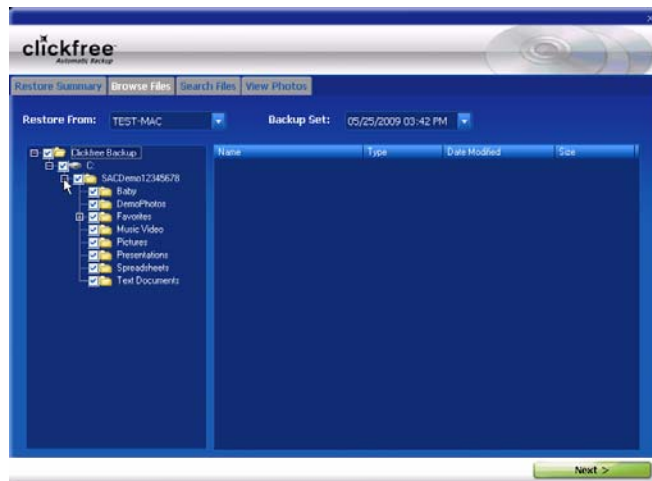 clickfree
Automatic Backup
Restore Summary Browse Files Search Files View Photos
Restore From: TEST-MAC Backup Set: 05/25/2009 03:42 PM
Clickfree Backup
C:
SACDemo12345678
Baby
DemoPhotos
Favorites
Music Video
Pictures
Presentations
Spreadsheets
Text Documents
Name Type Date Modified Size
Next >